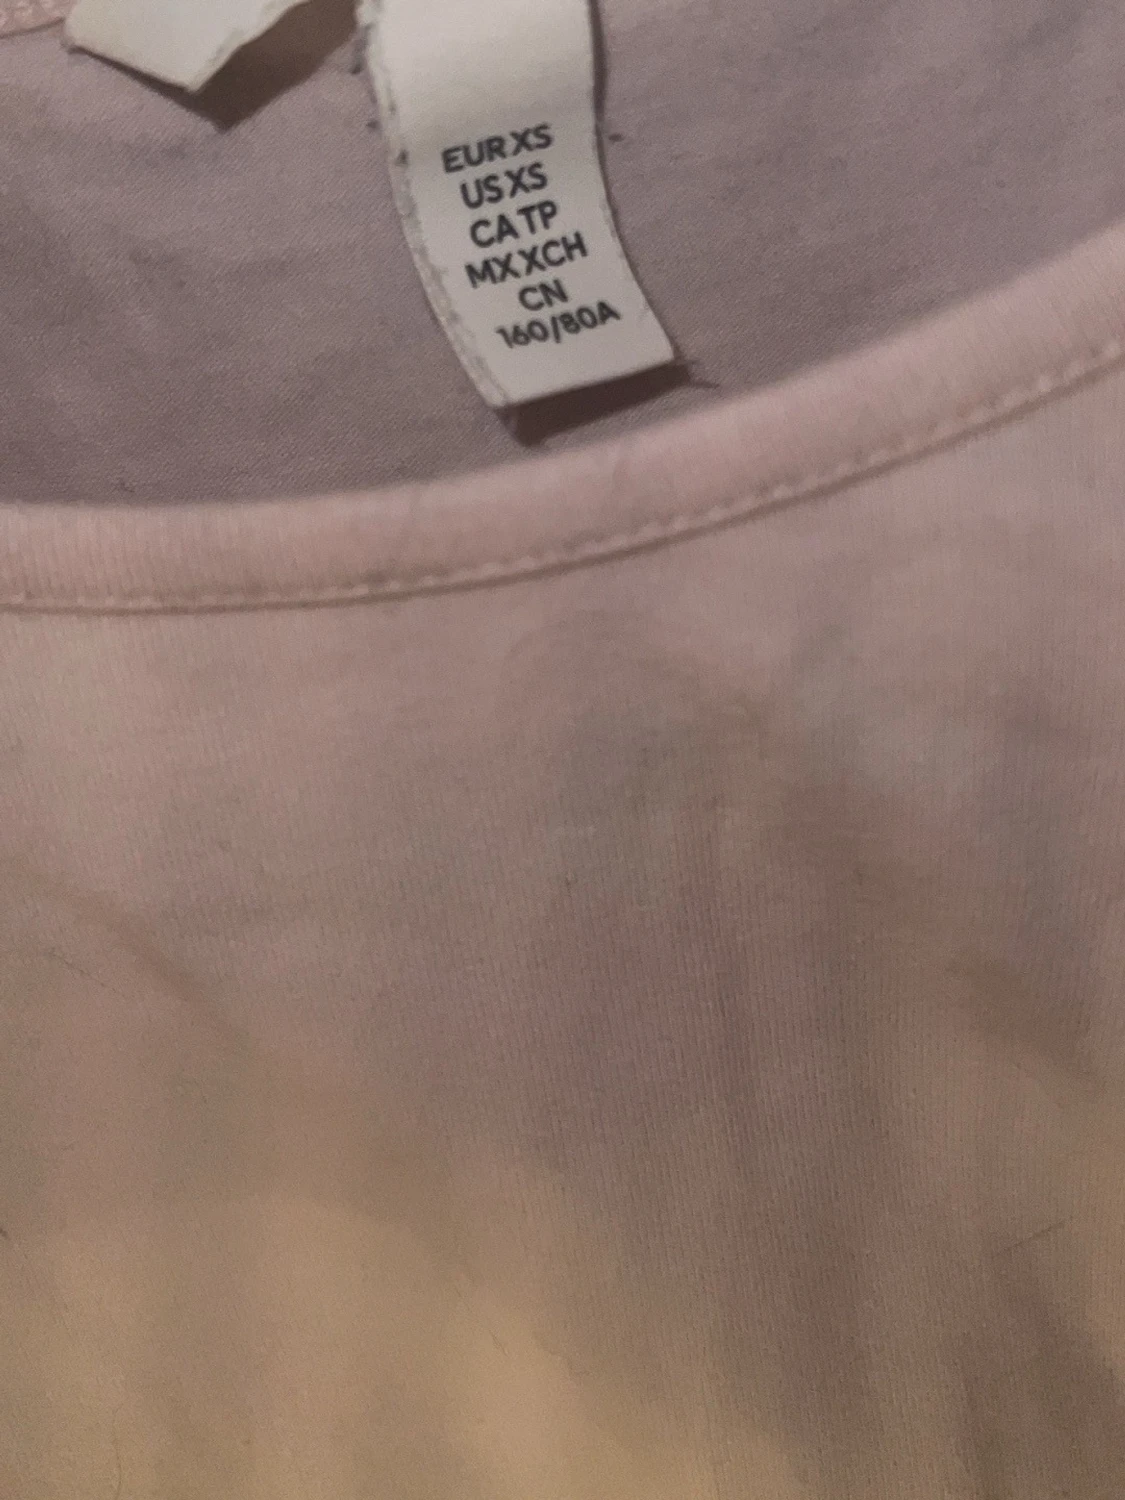 EUR XS
US XS
CA TP
MX XCH
CN
160/80A